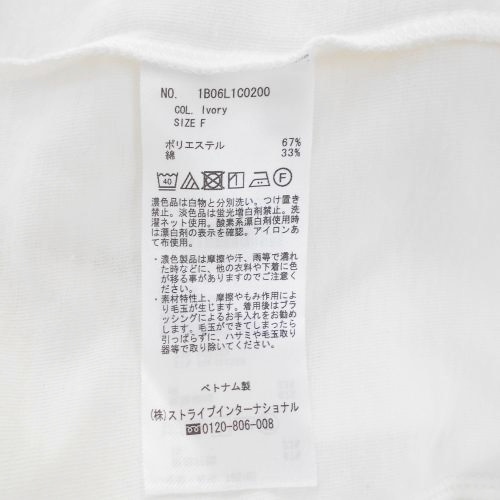 NO. 1B06L1C0200
COL. Ivory
SIZE F
ポリエステル 67%
綿 33%
40 F
濃色品は白物と分別洗い。つけ置き
禁止。淡色品は蛍光増白剤禁止。洗
濯ネット使用。酸素系漂白剤使用時
は漂白剤の表示を確認。アイロンあ
て布使用。
・濃色製品は摩擦や汗、雨等で濡れ
た時などに、他の衣料や下着に色
が移る事がありますのでご注意く
ださい。
・素材特性上、摩擦やもみ作用によ
り毛玉が生じます。着用後はブラ
ッシングによるお手入れをお勧め
します。毛玉ができてしまったら
引っぱらずに、ハサミや毛玉取り
器等で取り除いてください。
ベトナム製
(株)ストライプインターナショナル
0120-806-008